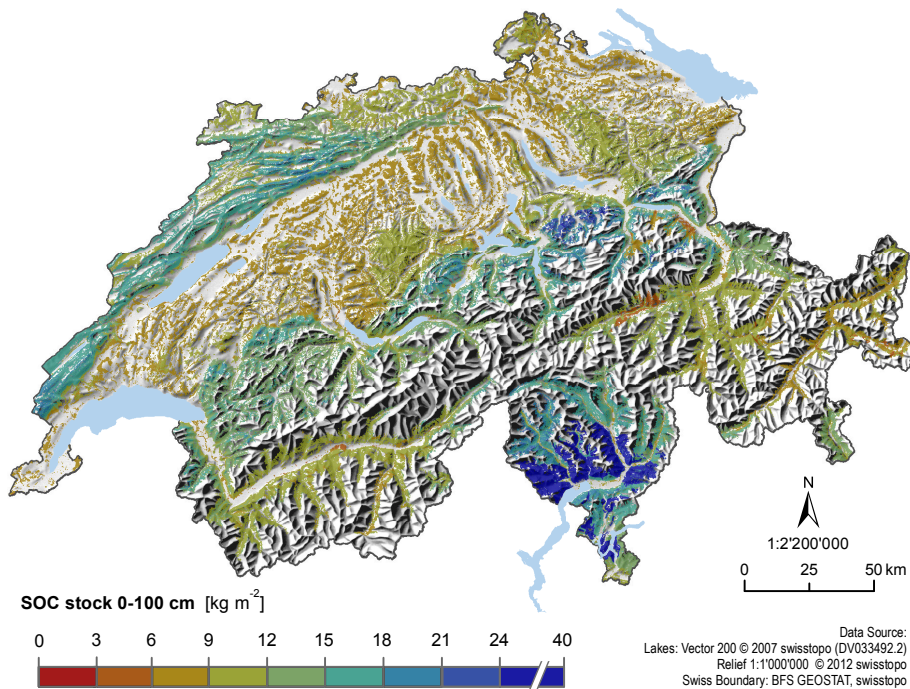 N
1:2'200'000
0 25 50 km
SOC stock 0-100 cm [kg m⁻²]
0 3 6 9 12 15 18 21 24 40
Data Source:
Lakes: Vector 200 © 2007 swisstopo (DV033492.2)
Relief 1:1'000'000 © 2012 swisstopo
Swiss Boundary: BFS GEOSTAT, swisstopo